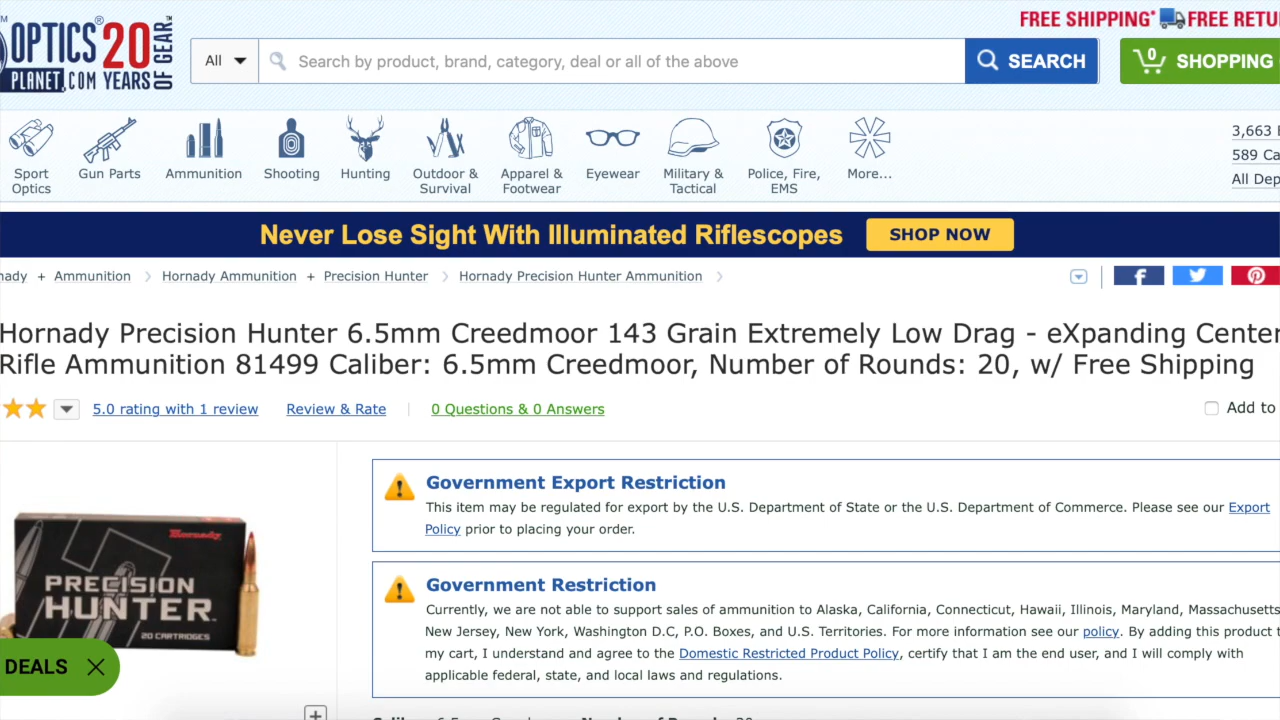 FREE SHIPPING* FREE RETU
OPTICS® 20
PLANET.COM YEARS
OF GEAR™
All
Search by product, brand, category, deal or all of the above
SEARCH
0
SHOPPING
Sport
Optics
Gun Parts
Ammunition
Shooting
Hunting
Outdoor &
Survival
Apparel &
Footwear
Eyewear
Military &
Tactical
Police, Fire,
EMS
More...
3,663
589 Ca
All Dep
Never Lose Sight With Illuminated Riflescopes SHOP NOW
nady + Ammunition Hornady Ammunition + Precision Hunter Hornady Precision Hunter Ammunition
Hornady Precision Hunter 6.5mm Creedmoor 143 Grain Extremely Low Drag - eXpanding Center
Rifle Ammunition 81499 Caliber: 6.5mm Creedmoor, Number of Rounds: 20, w/ Free Shipping
5.0 rating with 1 review Review & Rate 0 Questions & 0 Answers
Add to
Government Export Restriction
This item may be regulated for export by the U.S. Department of State or the U.S. Department of Commerce. Please see our Export
Policy prior to placing your order.
Government Restriction
Currently, we are not able to support sales of ammunition to Alaska, California, Connecticut, Hawaii, Illinois, Maryland, Massachusetts
New Jersey, New York, Washington D.C, P.O. Boxes, and U.S. Territories. For more information see our policy. By adding this product t
my cart, I understand and agree to the Domestic Restricted Product Policy, certify that I am the end user, and I will comply with
applicable federal, state, and local laws and regulations.
Hornady
PRECISION
HUNTER™
20 CARTRIDGES
DEALS